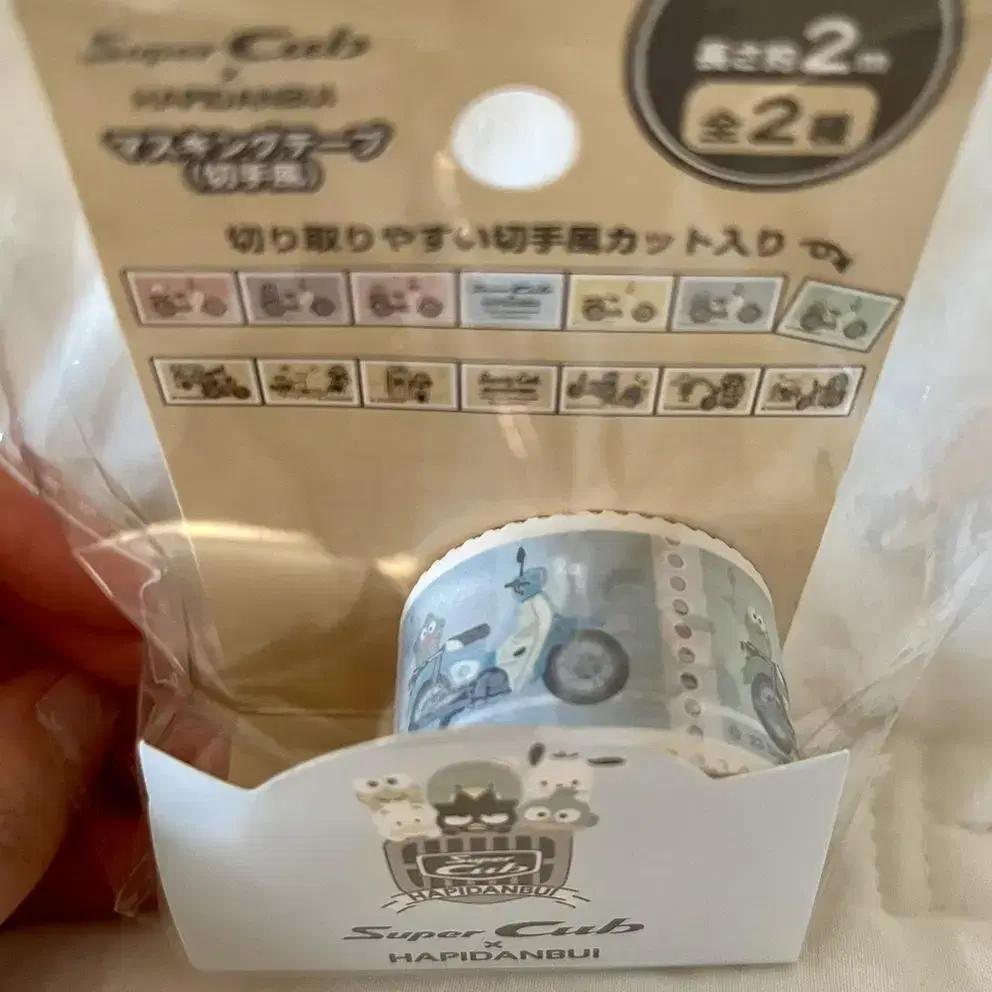 Super Cub
×
HAPIDANBUI
マスキングテープ
(切手風)
長さ約2m
全2種
切り取りやすい切手風カット入り
Super Cub
HAPIDANBUI
Super Cub
×
HAPIDANBUI